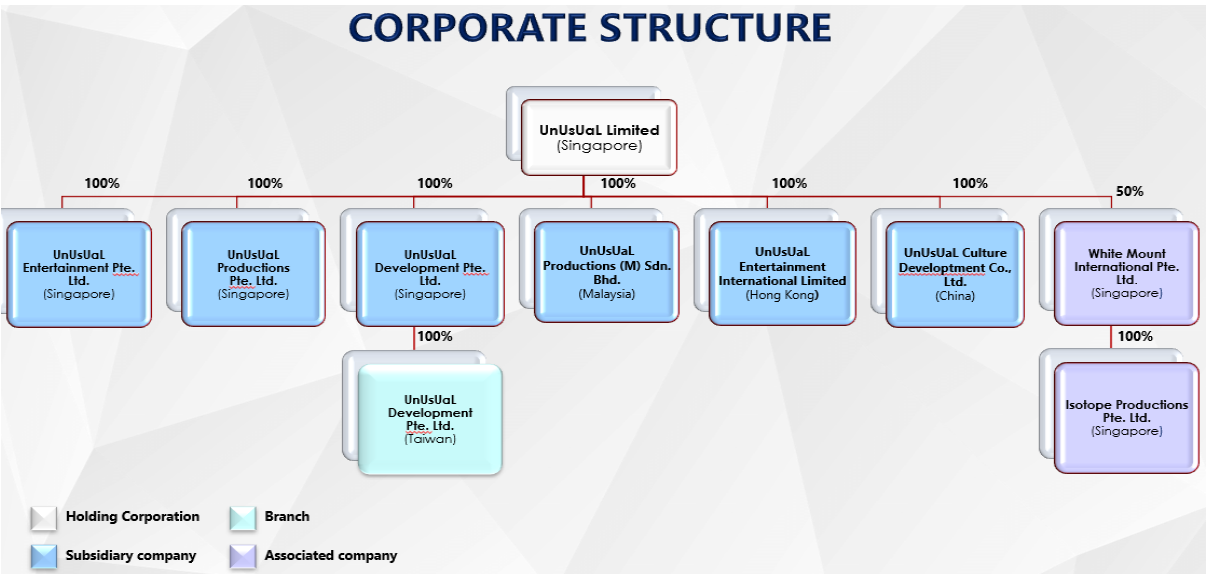 CORPORATE STRUCTURE
UnUsUaL Limited
(Singapore)
100%
100%
100%
100%
100%
100%
50%
UnUsUaL
Entertainment Pte.
Ltd.
(Singapore)
UnUsUaL
Productions
Pte. Ltd.
(Singapore)
UnUsUaL
Development Pte.
Ltd.
(Singapore)
UnUsUaL
Productions (M) Sdn.
Bhd.
(Malaysia)
UnUsUaL
Entertainment
International Limited
(Hong Kong)
UnUsUaL Culture
Developtment Co.,
Ltd.
(China)
White Mount
International Pte.
Ltd.
(Singapore)
100%
100%
UnUsUaL
Development
Pte. Ltd.
(Taiwan)
Isotope Productions
Pte. Ltd.
(Singapore)
Holding Corporation
Branch
Subsidiary company
Associated company